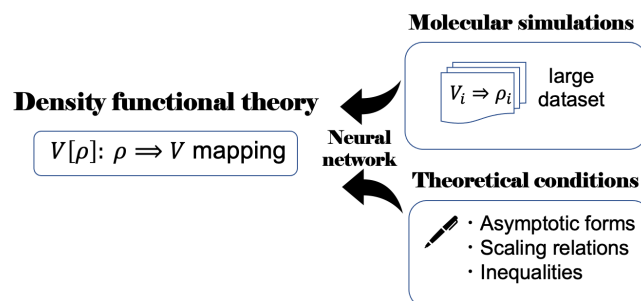 Density functional theory
V[ρ]: ρ ⟹ V mapping
Neural
network
Molecular simulations
V_i ⇒ ρ_i
large
dataset
Theoretical conditions
・Asymptotic forms
・Scaling relations
・Inequalities